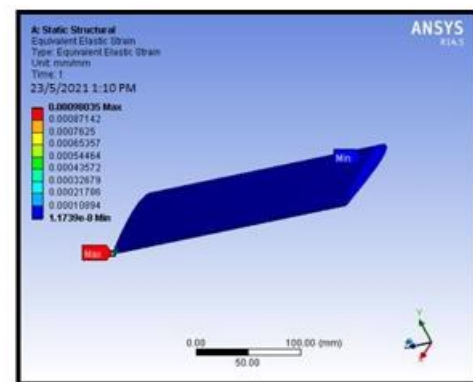 A: Static Structural
Equivalent Elastic Strain
Type: Equivalent Elastic Strain
Unit: mm/mm
Time: 1
23/5/2021 1:10 PM
ANSYS
R14.5
0.00098035 Max
0.00087142
0.0007625
0.00065357
0.00054464
0.00043572
0.00032679
0.00021786
0.00010894
1.1739e-8 Min
Min
Max
0.00
100.00 (mm)
50.00
Y